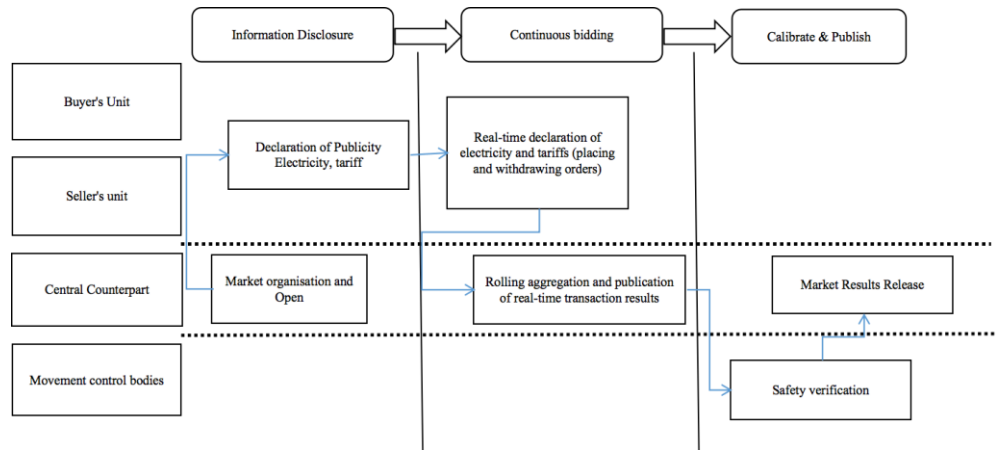 Information Disclosure
Continuous bidding
Calibrate & Publish
Buyer's Unit
Declaration of Publicity
Electricity, tariff
Real-time declaration of
electricity and tariffs (placing
and withdrawing orders)
Seller's unit
Central Counterpart
Market organisation and
Open
Rolling aggregation and publication
of real-time transaction results
Market Results Release
Movement control bodies
Safety verification